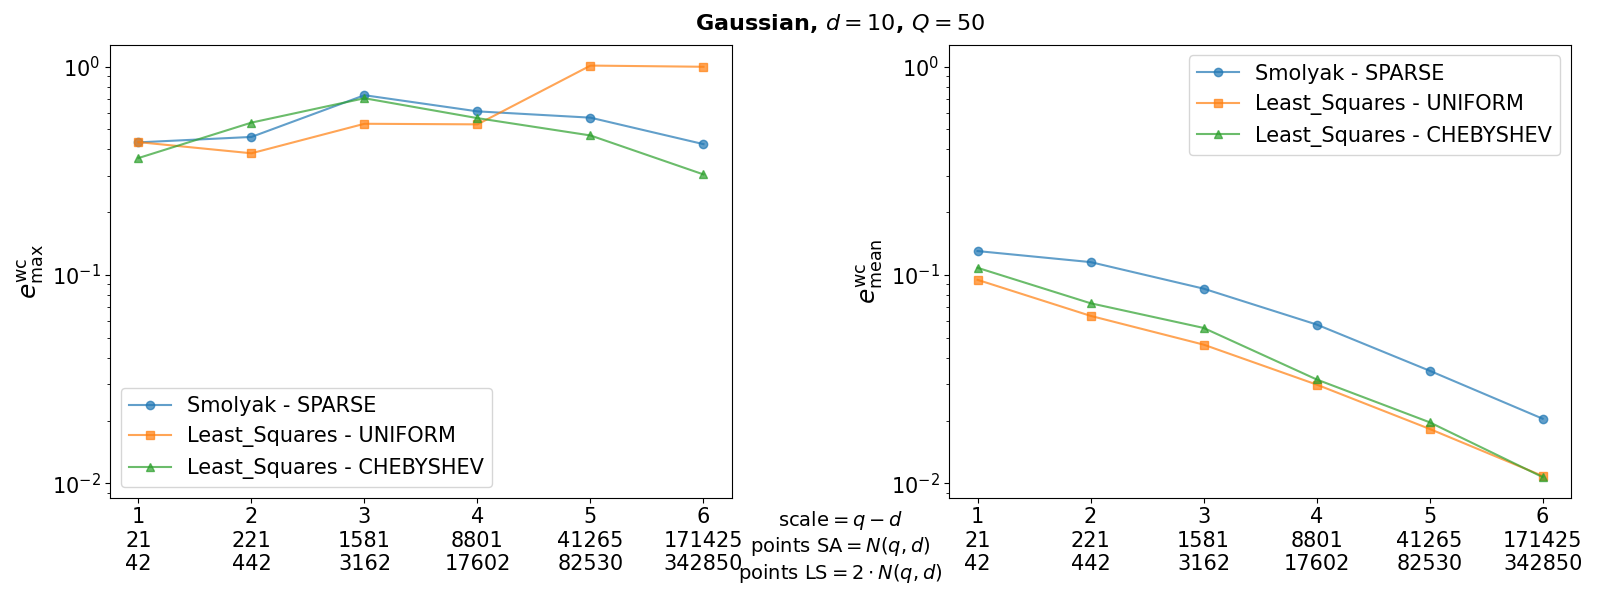 Gaussian, d = 10, Q = 50
e^wc_max
10^0
10^-1
10^-2
Smolyak - SPARSE
Least_Squares - UNIFORM
Least_Squares - CHEBYSHEV
1 2 3 4 5 6
21 221 1581 8801 41265 171425
42 442 3162 17602 82530 342850
scale = q − d
points SA = N(q, d)
points LS = 2 · N(q, d)
e^wc_mean
10^0
10^-1
10^-2
Smolyak - SPARSE
Least_Squares - UNIFORM
Least_Squares - CHEBYSHEV
1 2 3 4 5 6
21 221 1581 8801 41265 171425
42 442 3162 17602 82530 342850